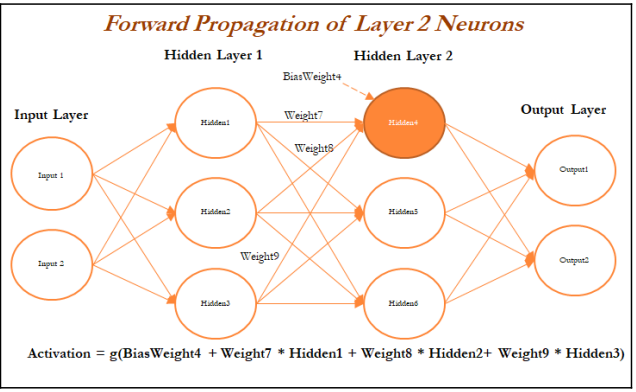 Forward Propagation of Layer 2 Neurons
Hidden Layer 1
Hidden Layer 2
BiasWeight4
Input Layer
Output Layer
Weight7
Hidden1
Hidden4
Weight8
Input 1
Output1
Hidden2
Hidden5
Weight9
Input 2
Output2
Hidden3
Hidden6
Activation = g(BiasWeight4 + Weight7 * Hidden1 + Weight8 * Hidden2+ Weight9 * Hidden3)